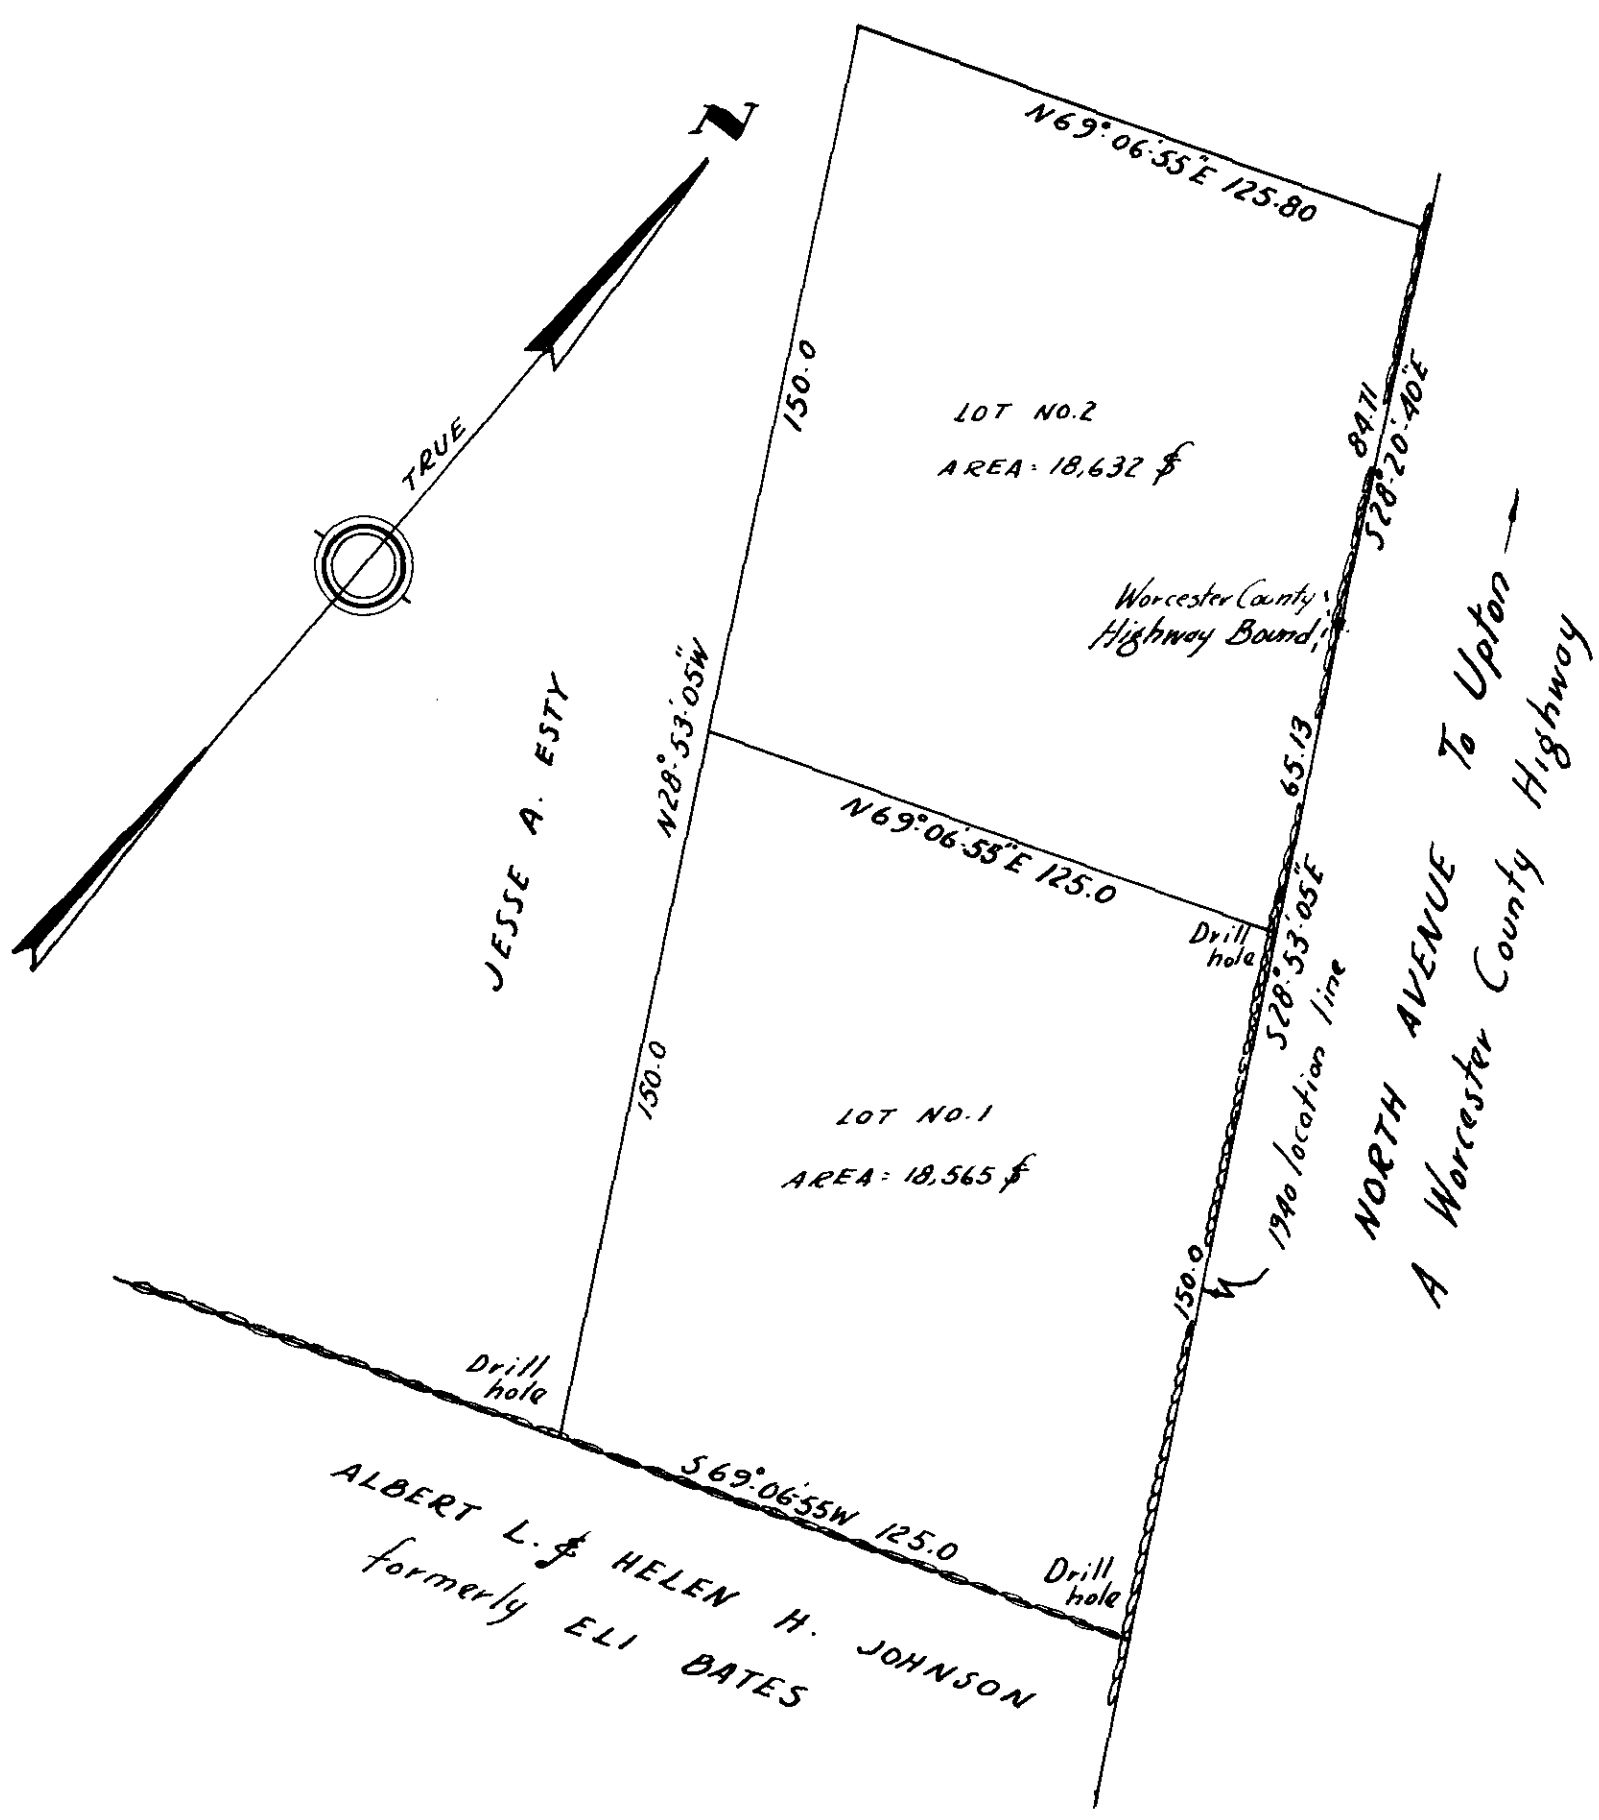 N
TRUE
N69°-06'-55"E 125.80
150.0
LOT NO.2
AREA= 18,632
84.71
S28°-20'-40"E
Worcester County
Highway Bound
65.13
N28°-53'-05"W
N69°-06'-55"E 125.0
Drill
hole
S28°-53'-05"E
1940 location line
JESSE A. ESTY
150.0
LOT NO.1
AREA= 18,565
150.0
NORTH AVENUE To Upton
A Worcester County Highway
Drill
hole
S69°-06'-55W 125.0
Drill
hole
ALBERT L. & HELEN H. JOHNSON
formerly ELI BATES